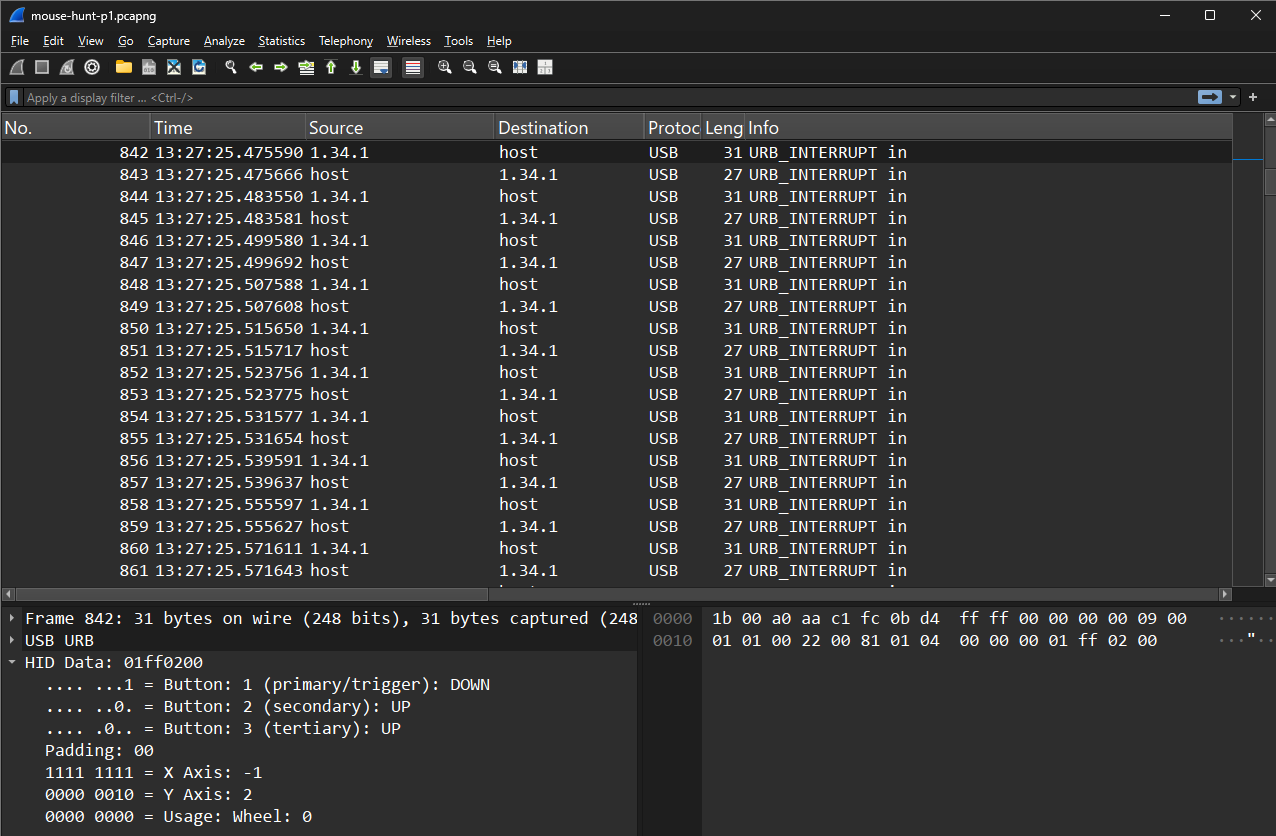 mouse-hunt-p1.pcapng
File Edit View Go Capture Analyze Statistics Telephony Wireless Tools Help
Apply a display filter ... <Ctrl-/>
No. Time Source Destination Protoc Leng Info
842 13:27:25.475590 1.34.1 host USB 31 URB_INTERRUPT in
843 13:27:25.475666 host 1.34.1 USB 27 URB_INTERRUPT in
844 13:27:25.483550 1.34.1 host USB 31 URB_INTERRUPT in
845 13:27:25.483581 host 1.34.1 USB 27 URB_INTERRUPT in
846 13:27:25.499580 1.34.1 host USB 31 URB_INTERRUPT in
847 13:27:25.499692 host 1.34.1 USB 27 URB_INTERRUPT in
848 13:27:25.507588 1.34.1 host USB 31 URB_INTERRUPT in
849 13:27:25.507608 host 1.34.1 USB 27 URB_INTERRUPT in
850 13:27:25.515650 1.34.1 host USB 31 URB_INTERRUPT in
851 13:27:25.515717 host 1.34.1 USB 27 URB_INTERRUPT in
852 13:27:25.523756 1.34.1 host USB 31 URB_INTERRUPT in
853 13:27:25.523775 host 1.34.1 USB 27 URB_INTERRUPT in
854 13:27:25.531577 1.34.1 host USB 31 URB_INTERRUPT in
855 13:27:25.531654 host 1.34.1 USB 27 URB_INTERRUPT in
856 13:27:25.539591 1.34.1 host USB 31 URB_INTERRUPT in
857 13:27:25.539637 host 1.34.1 USB 27 URB_INTERRUPT in
858 13:27:25.555597 1.34.1 host USB 31 URB_INTERRUPT in
859 13:27:25.555627 host 1.34.1 USB 27 URB_INTERRUPT in
860 13:27:25.571611 1.34.1 host USB 31 URB_INTERRUPT in
861 13:27:25.571643 host 1.34.1 USB 27 URB_INTERRUPT in
Frame 842: 31 bytes on wire (248 bits), 31 bytes captured (248
USB URB
HID Data: 01ff0200
.... ...1 = Button: 1 (primary/trigger): DOWN
.... ..0. = Button: 2 (secondary): UP
.... .0.. = Button: 3 (tertiary): UP
Padding: 00
1111 1111 = X Axis: -1
0000 0010 = Y Axis: 2
0000 0000 = Usage: Wheel: 0
0000 1b 00 a0 aa c1 fc 0b d4 ff ff 00 00 00 00 09 00 ······
0010 01 01 00 22 00 81 01 04 00 00 00 01 ff 02 00 ···"··